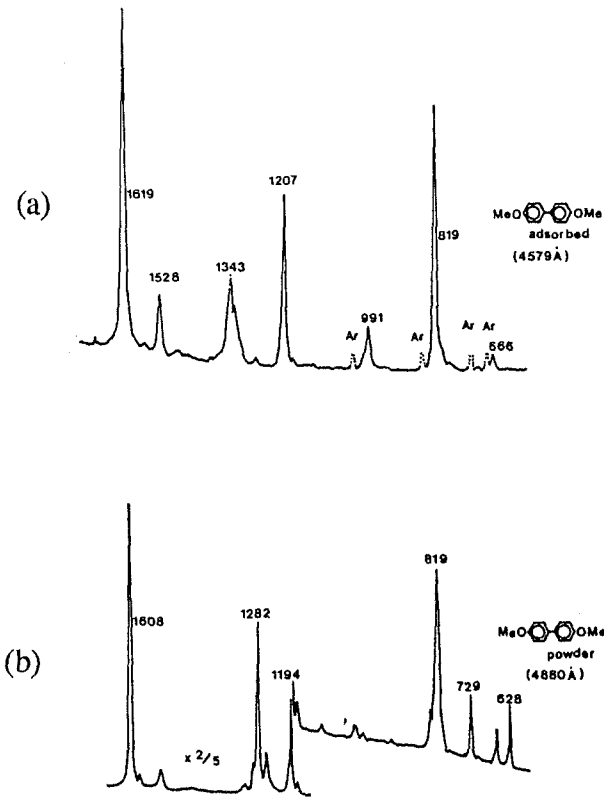 (a)
1619
1528
1343
1207
Ar
991
Ar
819
Ar
Ar
666
MeO OMe
adsorbed
(4579Å)
(b)
1608
x 2/5
1282
1194
819
729
628
MeO OMe
powder
(4880Å)